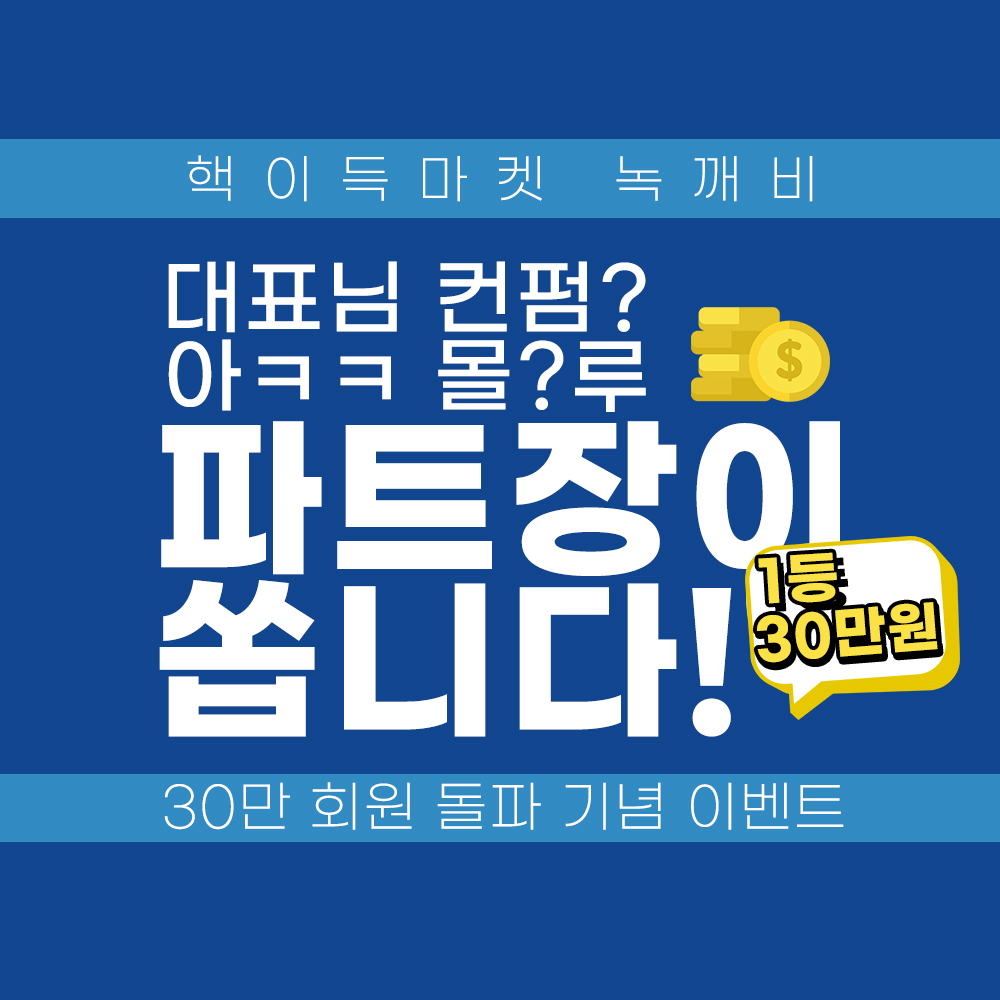 핵이득마켓 녹깨비
대표님 컨펌?
아ㅋㅋ 몰?루
파트장이
쏩니다!
$
1등
30만원
30만 회원 돌파 기념 이벤트